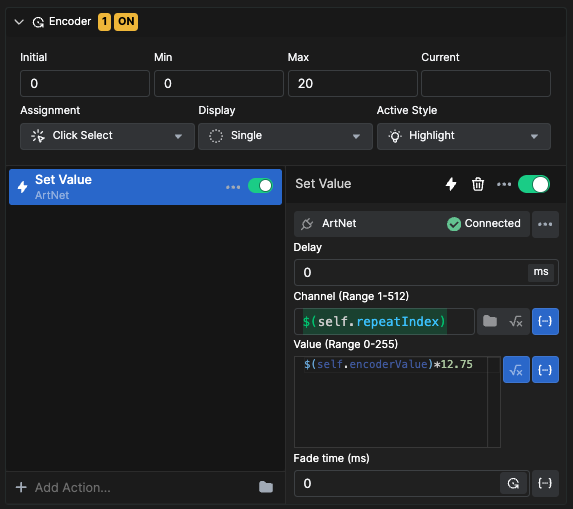 Encoder 1 ON
Initial Min Max Current
0 0 20
Assignment Display Active Style
Click Select Single Highlight
Set Value
ArtNet
Set Value
ArtNet Connected
Delay
0 ms
Channel (Range 1-512)
$(self.repeatIndex) √x {··}
Value (Range 0-255)
$(self.encoderValue)*12.75 √x {··}
Fade time (ms)
0 {··}
Add Action...